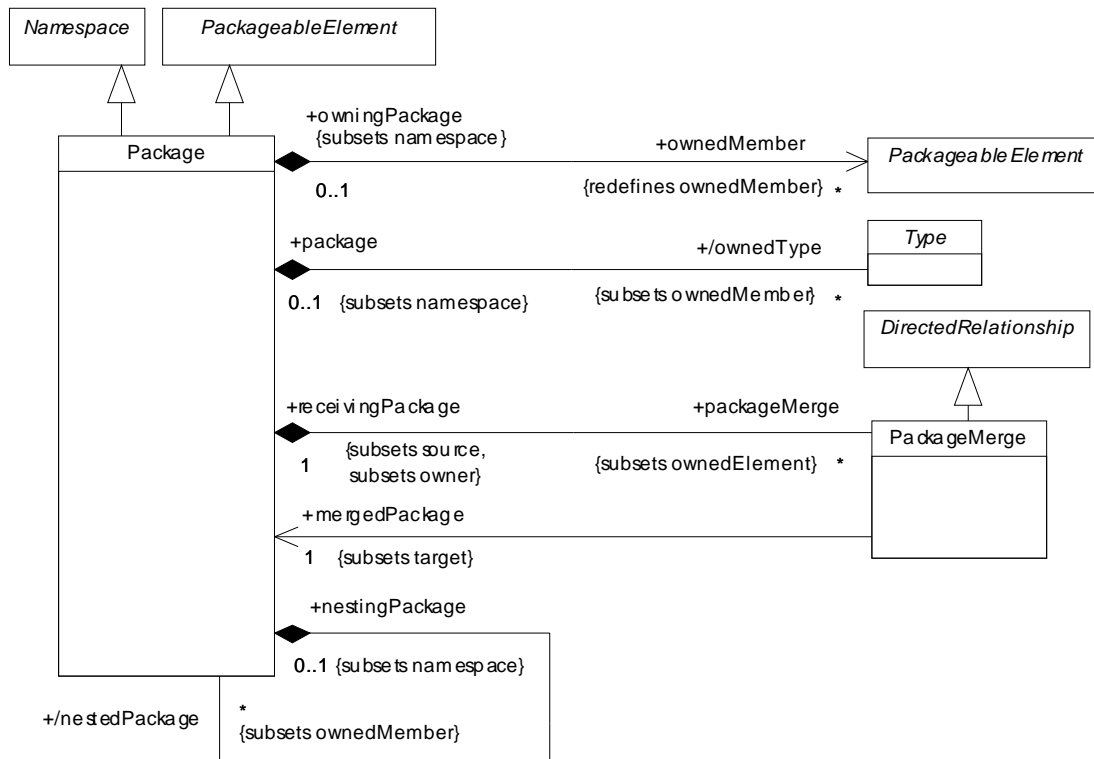 Namespace
PackageableElement
+owningPackage
{subsets namespace}
+ownedMember
Package
PackageableElement
0..1
{redefines ownedMember}
*
+package
+/ownedType
Type
0..1
{subsets namespace}
{subsets ownedMember}
*
DirectedRelationship
+receivingPackage
+packageMerge
PackageMerge
1
{subsets source,
subsets owner}
{subsets ownedElement}
*
+mergedPackage
1
{subsets target}
+nestingPackage
0..1
{subsets namespace}
+/nestedPackage
*
{subsets ownedMember}